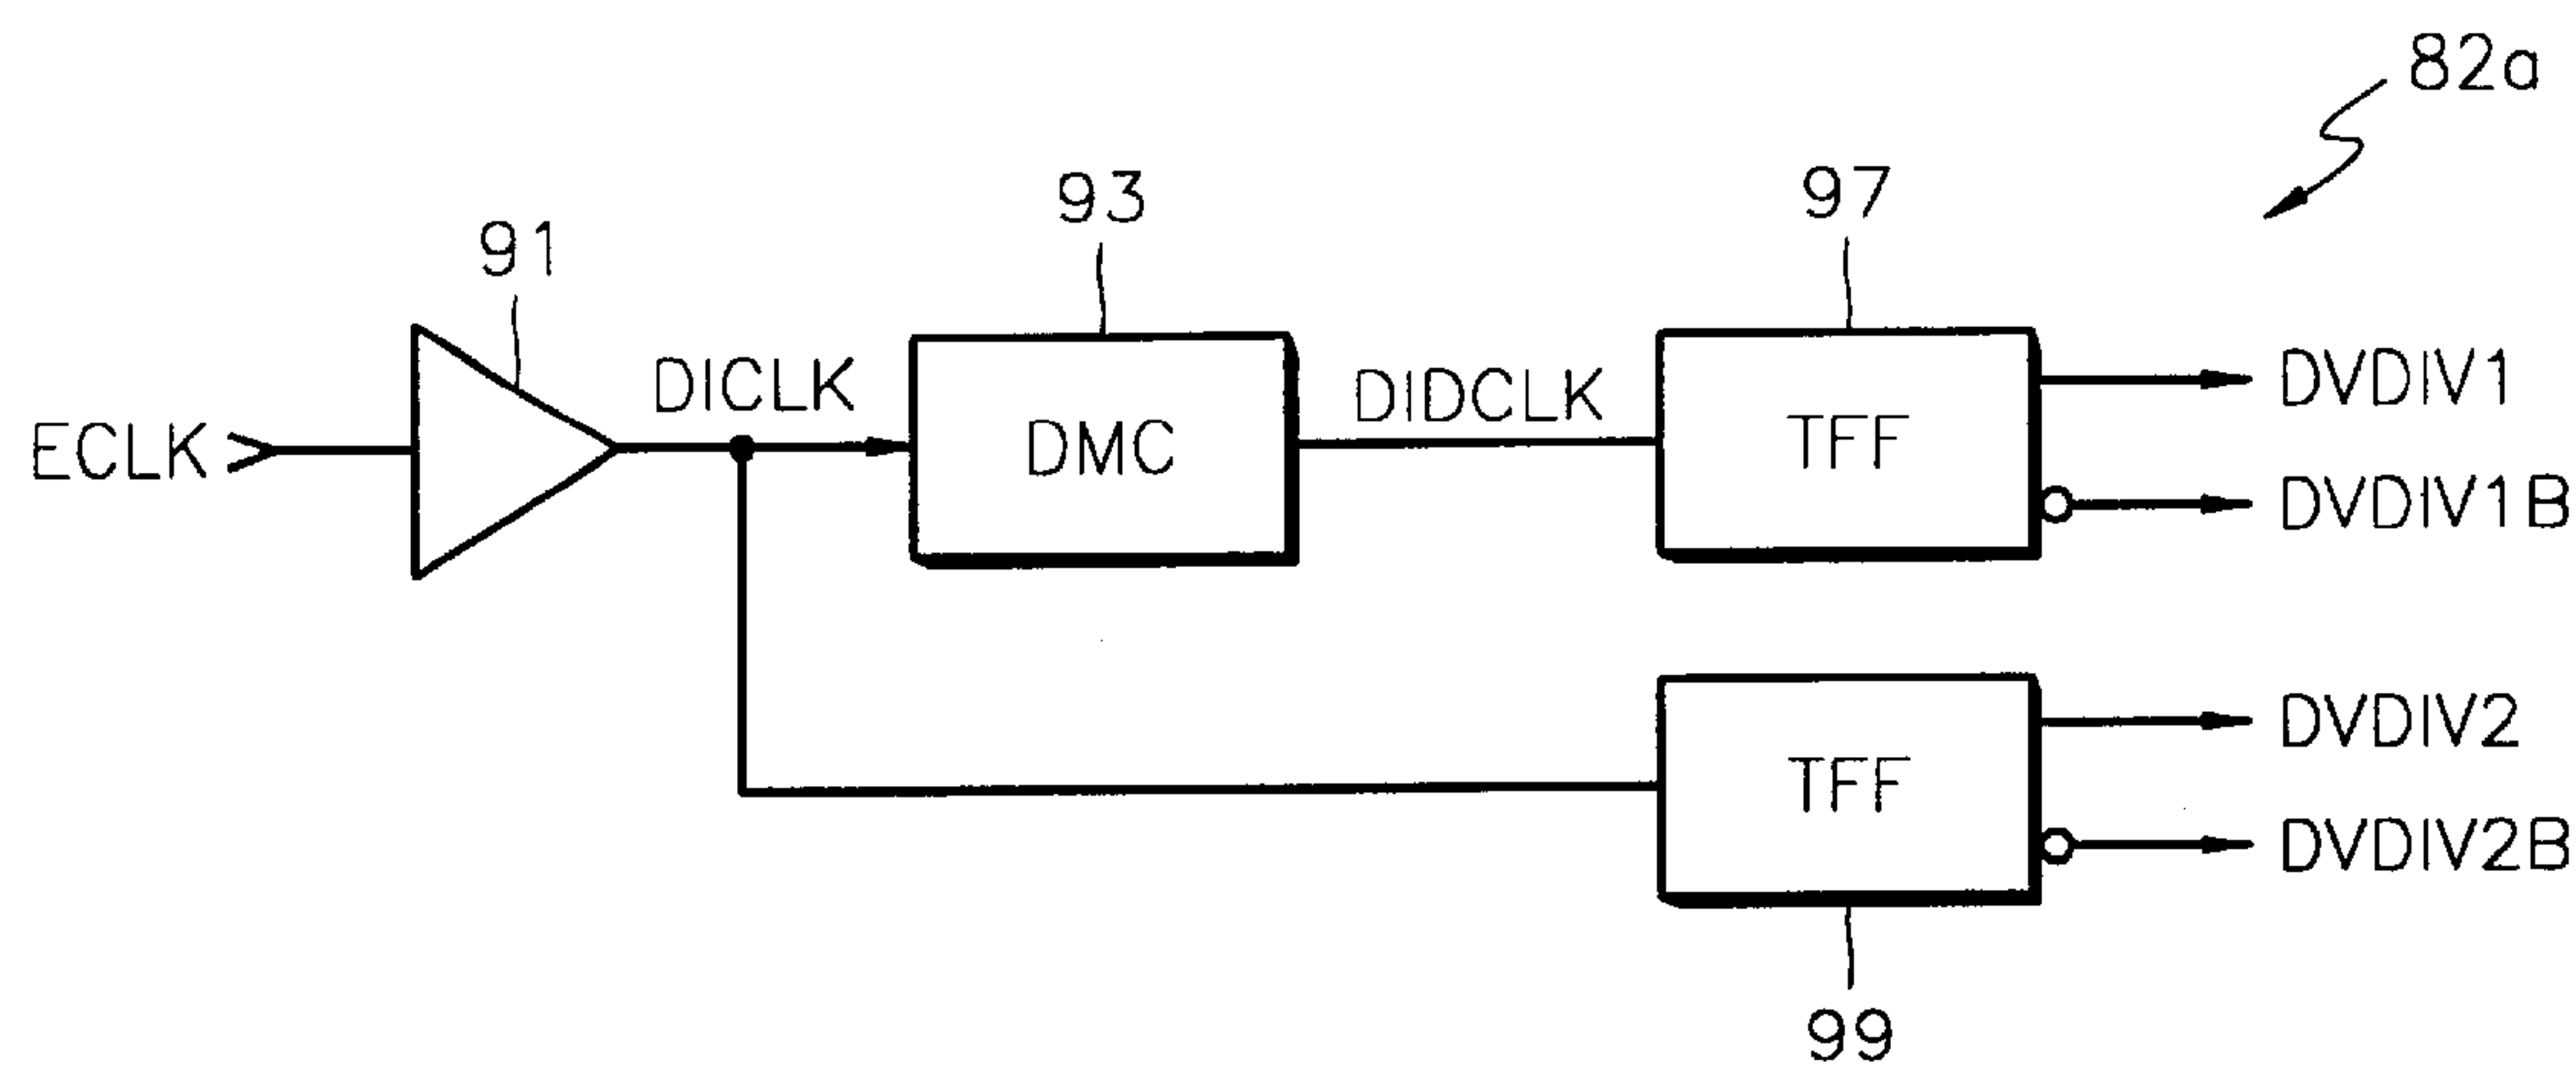 82a
91
93
97
ECLK
DICLK
DMC
DIDCLK
TFF
DVDIV1
DVDIV1B
TFF
DVDIV2
DVDIV2B
99